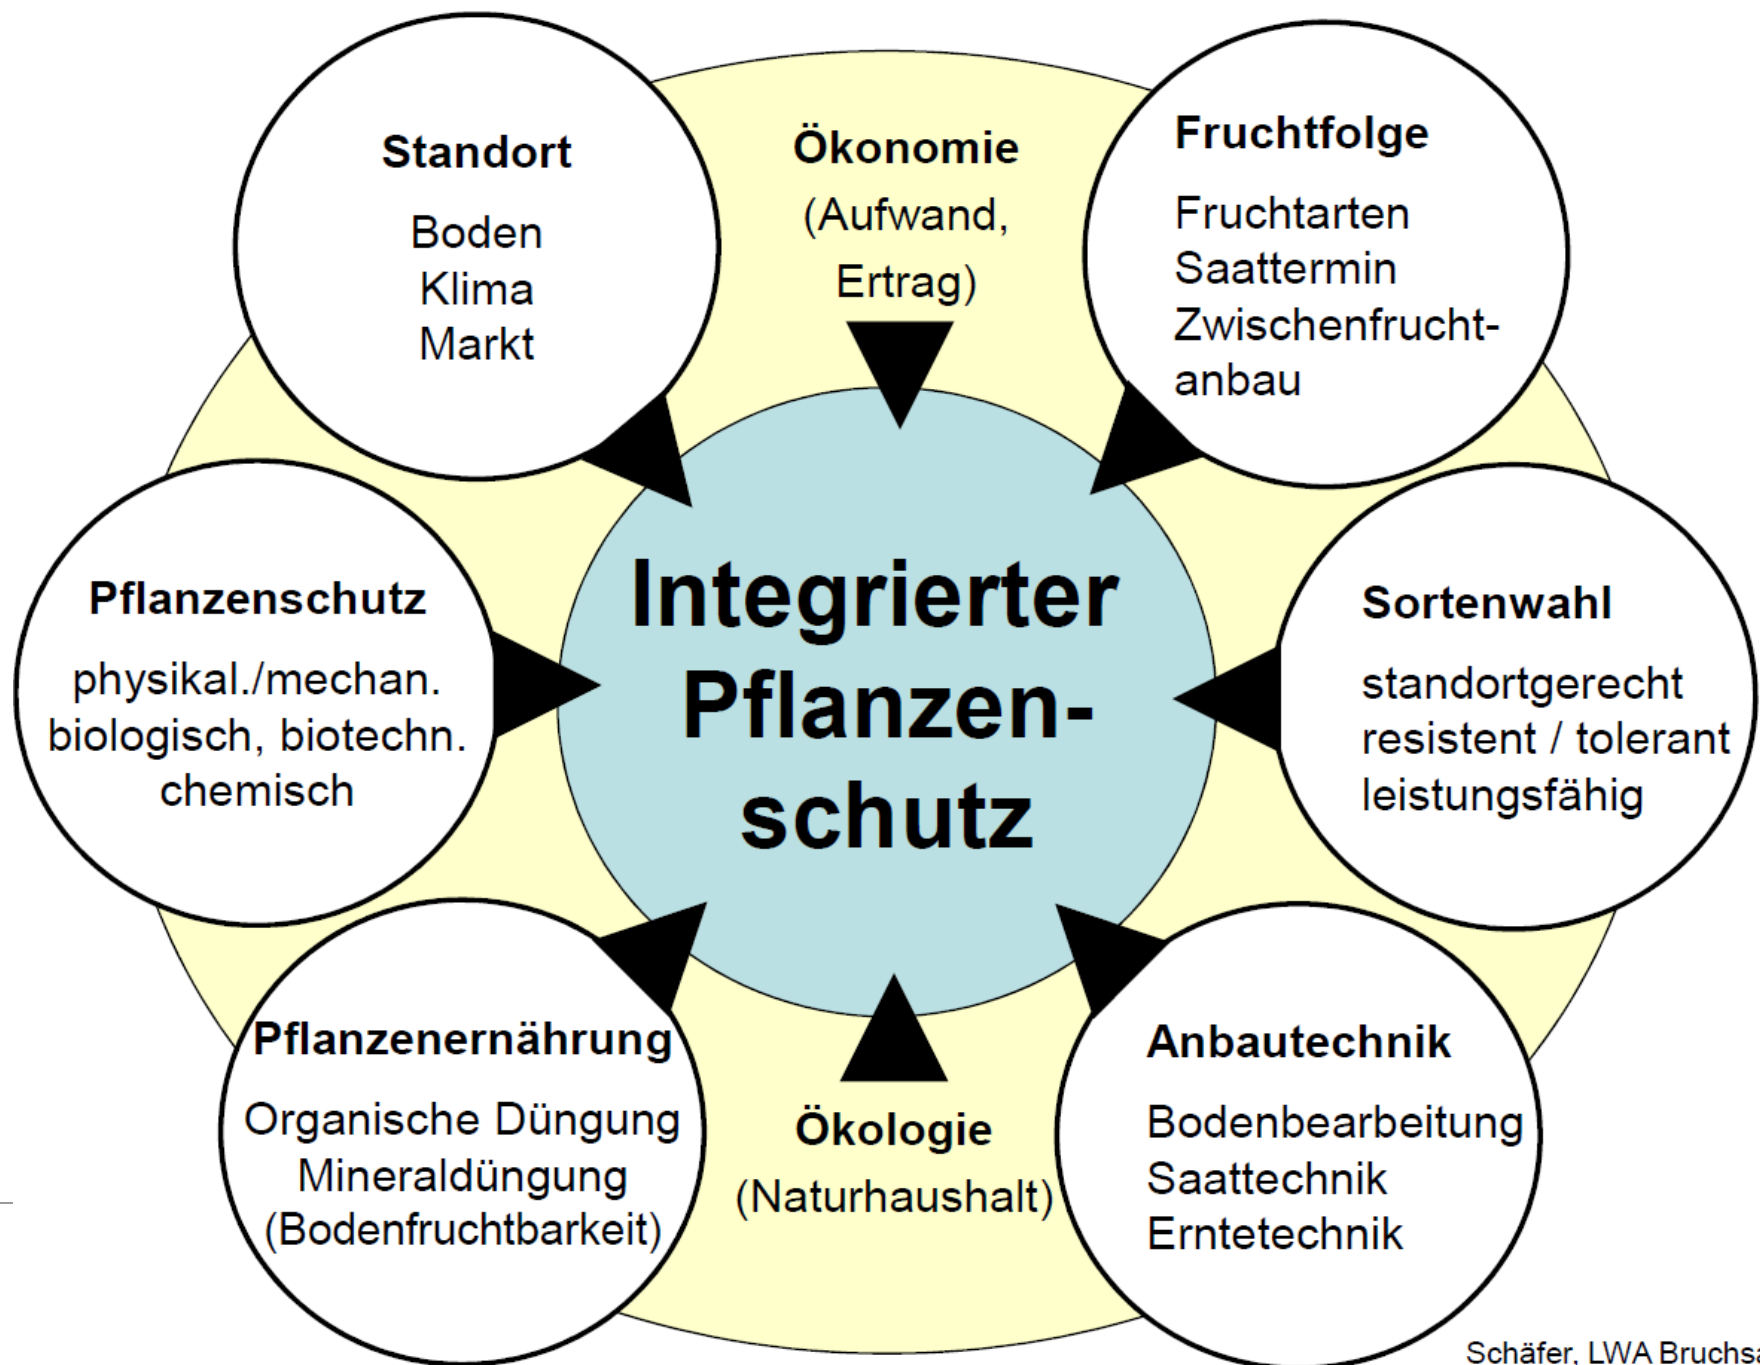 Standort
Boden
Klima
Markt
Ökonomie
(Aufwand,
Ertrag)
Fruchtfolge
Fruchtarten
Saattermin
Zwischenfrucht-
anbau
Pflanzenschutz
physikal./mechan.
biologisch, biotechn.
chemisch
Integrierter
Pflanzen-
schutz
Sortenwahl
standortgerecht
resistent / tolerant
leistungsfähig
Pflanzenernährung
Organische Düngung
Mineraldüngung
(Bodenfruchtbarkeit)
Ökologie
(Naturhaushalt)
Anbautechnik
Bodenbearbeitung
Saattechnik
Erntetechnik
Schäfer, LWA